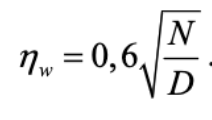 η_w = 0,6√(N/D).